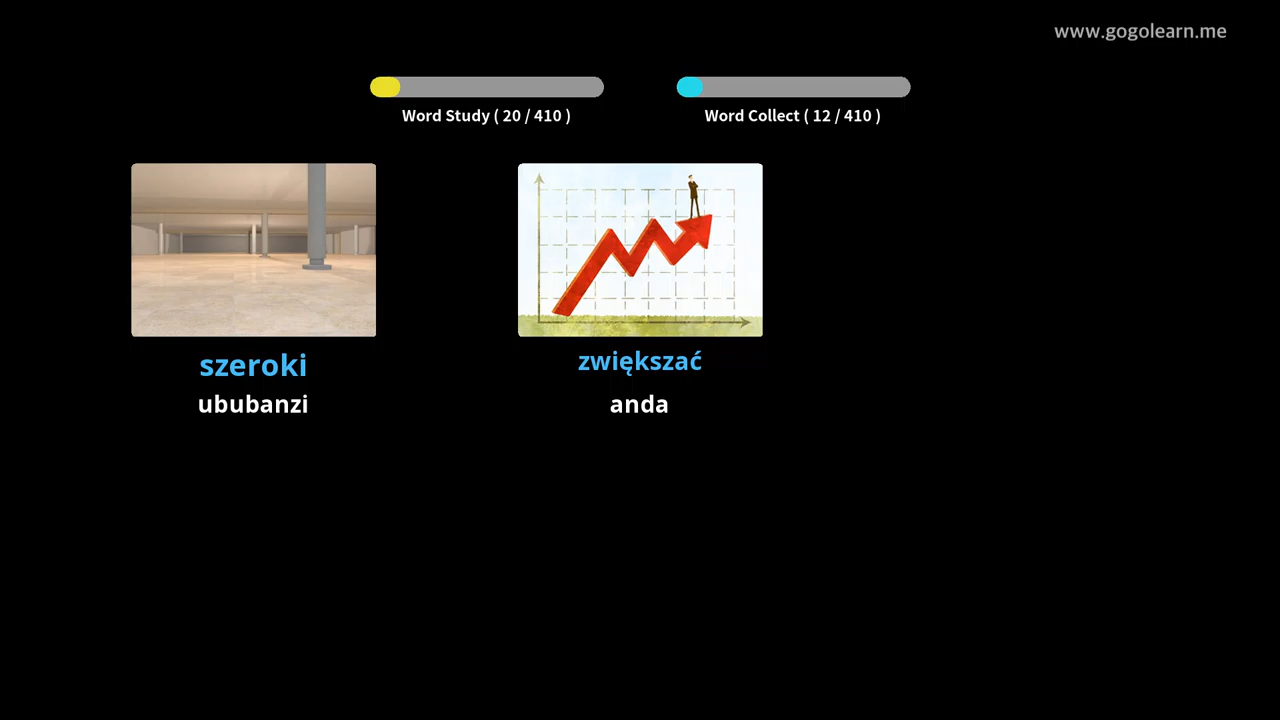 www.gogolearn.me
Word Study ( 20 / 410 )
Word Collect ( 12 / 410 )
szeroki
ububanzi
zwiększać
anda